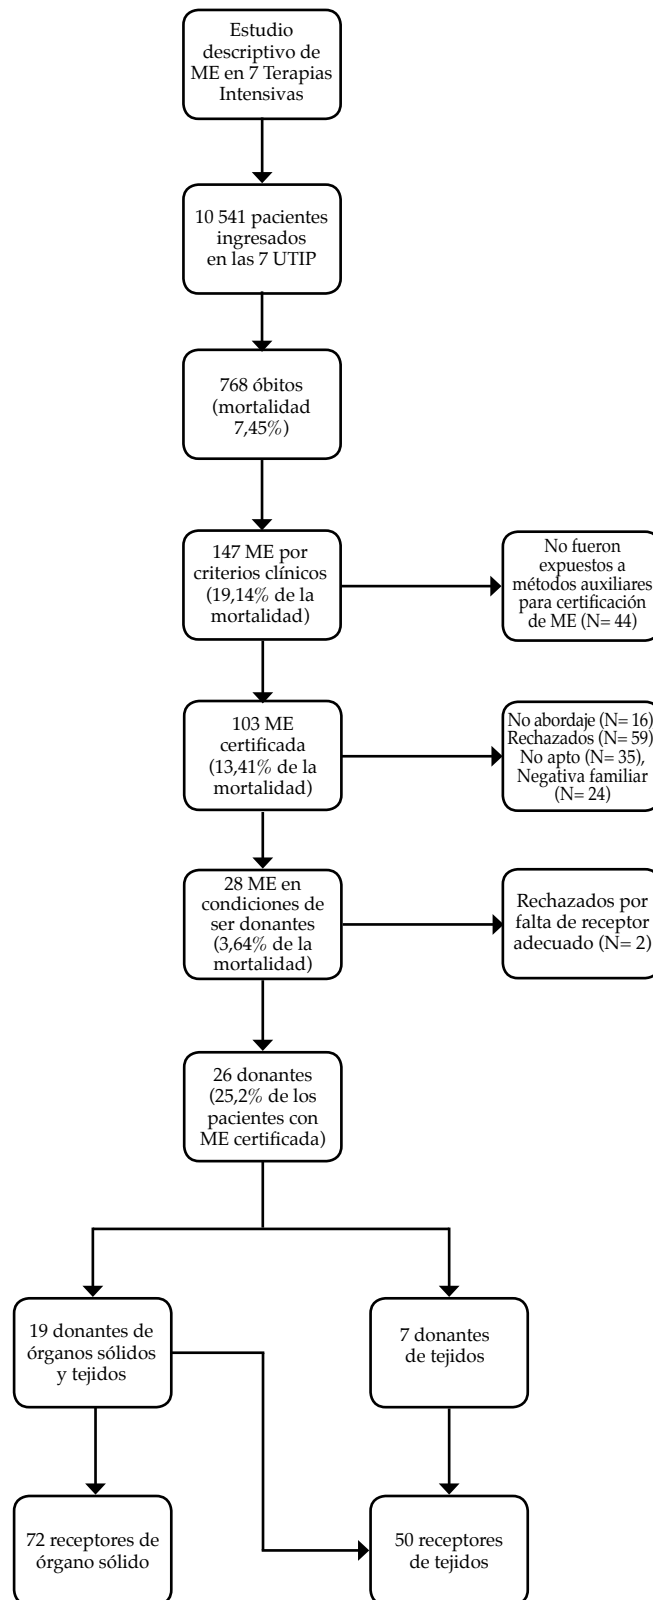 Estudio
descriptivo de
ME en 7 Terapias
Intensivas
10 541 pacientes
ingresados
en las 7 UTIP
768 óbitos
(mortalidad
7,45%)
147 ME por
criterios clínicos
(19,14% de la
mortalidad)
No fueron
expuestos a
métodos auxiliares
para certificación
de ME (N= 44)
103 ME
certificada
(13,41% de la
mortalidad)
No abordaje (N= 16)
Rechazados (N= 59)
No apto (N= 35),
Negativa familiar
(N= 24)
28 ME en
condiciones de
ser donantes
(3,64% de la
mortalidad)
Rechazados por
falta de receptor
adecuado (N= 2)
26 donantes
(25,2% de los
pacientes con
ME certificada)
19 donantes de
órganos sólidos
y tejidos
7 donantes
de tejidos
72 receptores de
órgano sólido
50 receptores
de tejidos